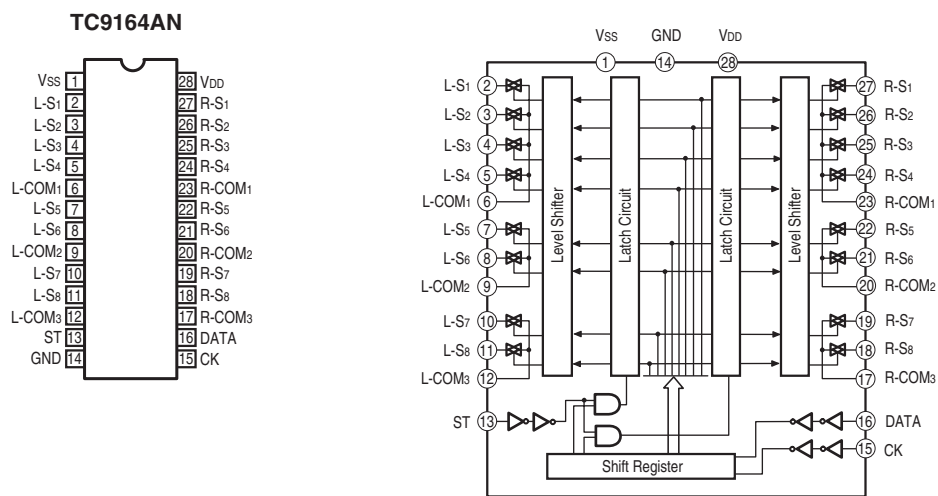 TC9164AN
VSS 1 28 VDD
L-S1 2 27 R-S1
L-S2 3 26 R-S2
L-S3 4 25 R-S3
L-S4 5 24 R-S4
L-COM1 6 23 R-COM1
L-S5 7 22 R-S5
L-S6 8 21 R-S6
L-COM2 9 20 R-COM2
L-S7 10 19 R-S7
L-S8 11 18 R-S8
L-COM3 12 17 R-COM3
ST 13 16 DATA
GND 14 15 CK
VSS GND VDD
1 14 28
L-S1 2 27 R-S1
L-S2 3 26 R-S2
L-S3 4 25 R-S3
L-S4 5 24 R-S4
L-COM1 6 23 R-COM1
L-S5 7 22 R-S5
L-S6 8 21 R-S6
L-COM2 9 20 R-COM2
L-S7 10 19 R-S7
L-S8 11 18 R-S8
L-COM3 12 17 R-COM3
Level Shifter
Latch Circuit
Latch Circuit
Level Shifter
ST 13 16 DATA
15 CK
Shift Register